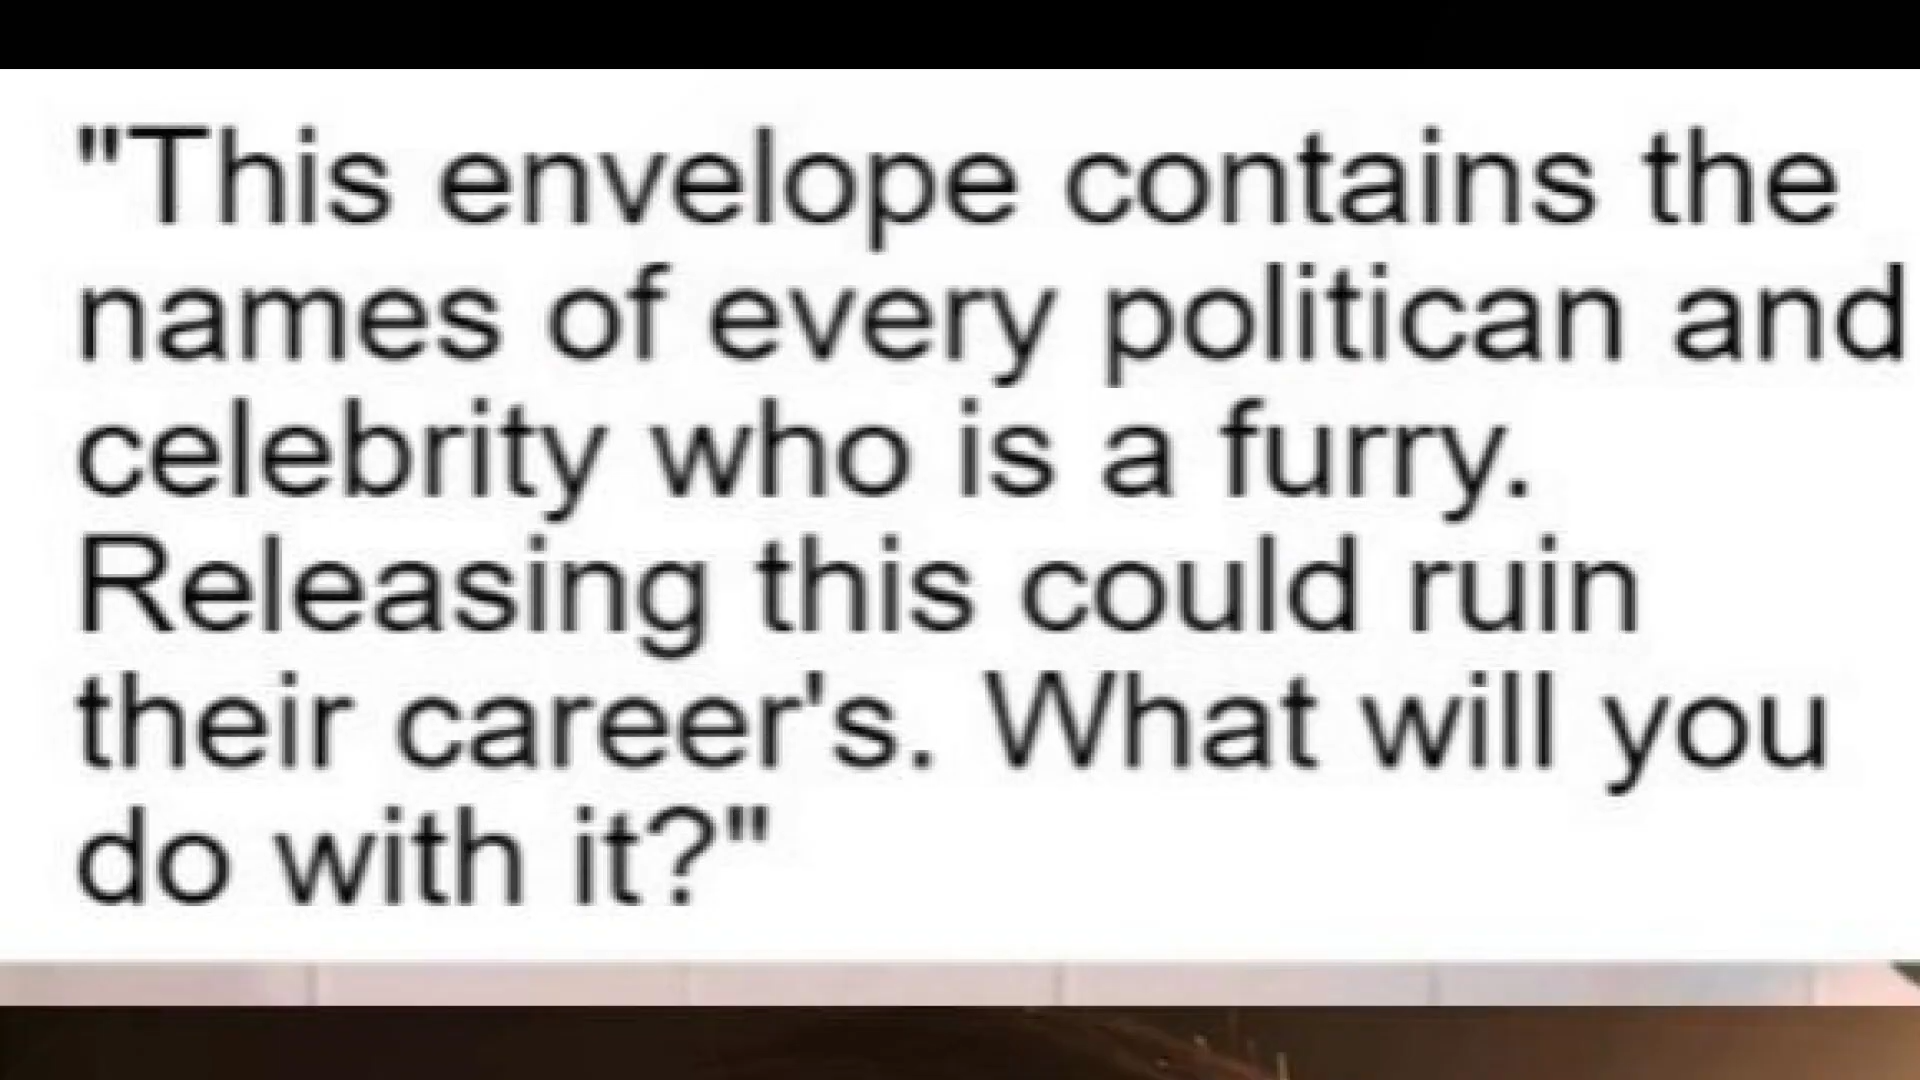 "This envelope contains the
names of every politican and
celebrity who is a furry.
Releasing this could ruin
their career's. What will you
do with it?"